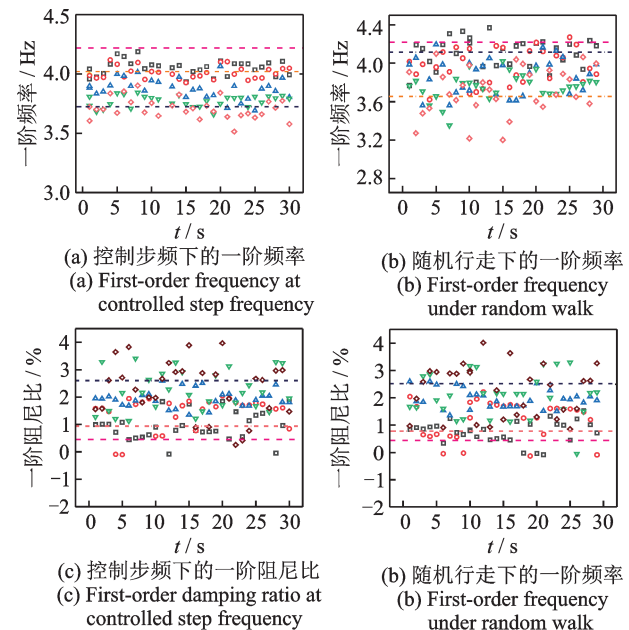 4.5
4.0
3.5
3.0
一阶频率 / Hz
0 5 10 15 20 25 30
t / s
(a) 控制步频下的一阶频率
(a) First-order frequency at
controlled step frequency
4.4
4.0
3.6
3.2
2.8
一阶频率 / Hz
0 5 10 15 20 25 30
t / s
(b) 随机行走下的一阶频率
(b) First-order frequency
under random walk
4
3
2
1
0
−1
−2
一阶阻尼比 / %
0 5 10 15 20 25 30
t / s
(c) 控制步频下的一阶阻尼比
(c) First-order damping ratio at
controlled step frequency
4
3
2
1
0
−1
−2
一阶阻尼比 / %
0 5 10 15 20 25 30
t / s
(b) 随机行走下的一阶频率
(b) First-order frequency
under random walk